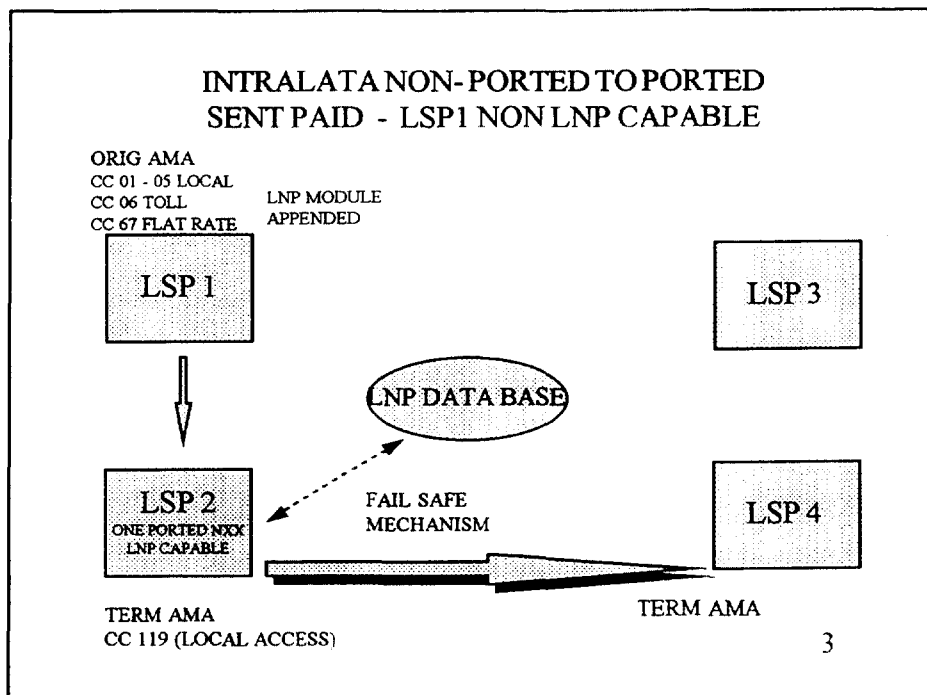 INTRALATA NON-PORTED TO PORTED
SENT PAID - LSP1 NON LNP CAPABLE
ORIG AMA
CC 01 - 05 LOCAL
CC 06 TOLL
CC 67 FLAT RATE
LNP MODULE
APPENDED
LSP 1
LSP 3
LNP DATA BASE
LSP 2
ONE PORTED NXX
LNP CAPABLE
FAIL SAFE
MECHANISM
LSP 4
TERM AMA
CC 119 (LOCAL ACCESS)
TERM AMA
3